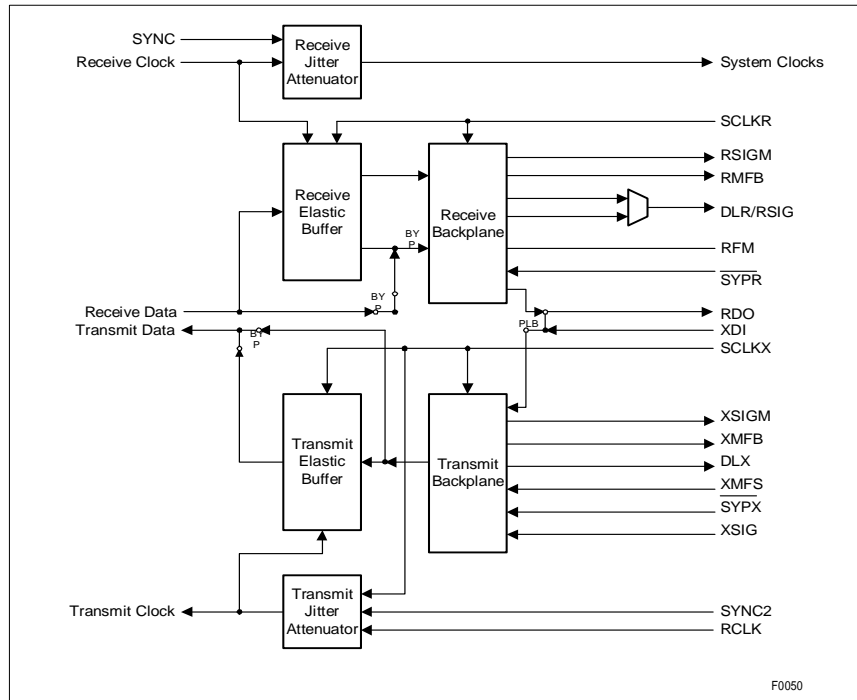 SYNC
Receive Clock
Receive
Jitter
Attenuator
System Clocks
SCLKR
RSIGM
RMFB
Receive
Elastic
Buffer
Receive
Backplane
DLR/RSIG
BY
P
RFM
SYPR
BY
P
Receive Data
RDO
Transmit Data
BY
P
PLB
XDI
SCLKX
XSIGM
XMFB
Transmit
Elastic
Buffer
Transmit
Backplane
DLX
XMFS
SYPX
XSIG
Transmit Clock
Transmit
Jitter
Attenuator
SYNC2
RCLK
F0050